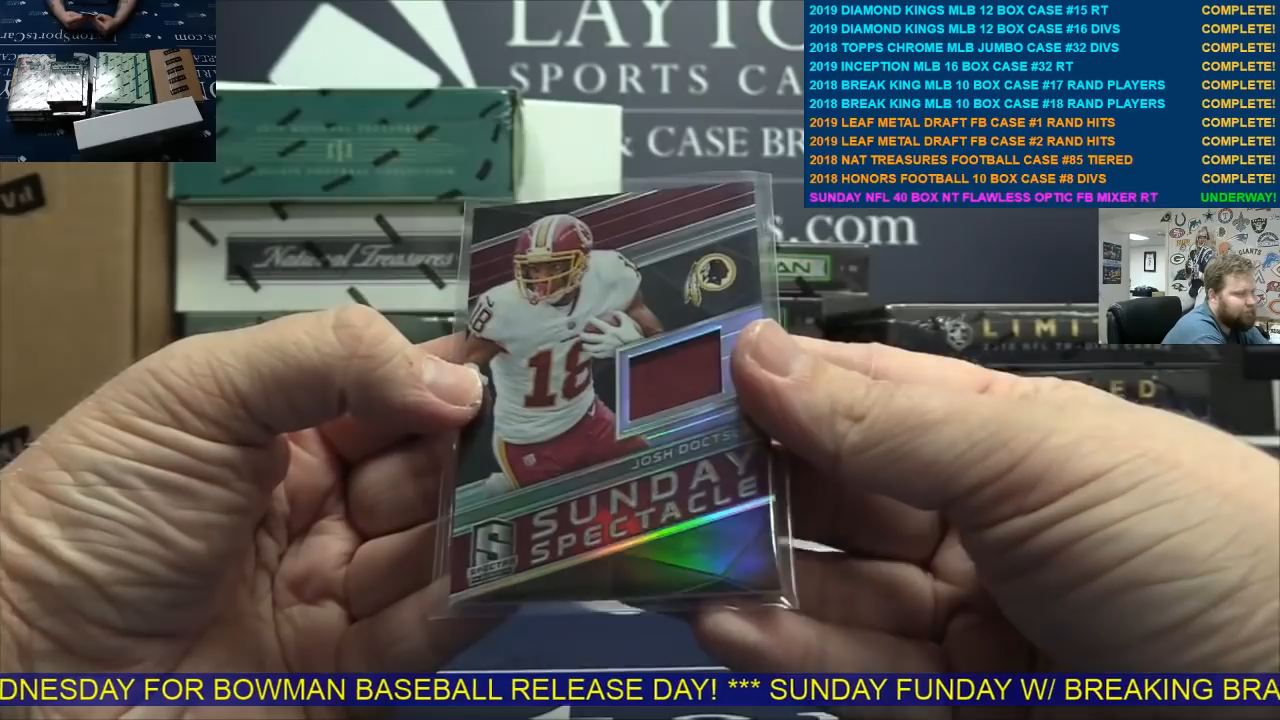 2019 DIAMOND KINGS MLB 12 BOX CASE #15 RT COMPLETE!
2019 DIAMOND KINGS MLB 12 BOX CASE #16 DIVS COMPLETE!
2018 TOPPS CHROME MLB JUMBO CASE #32 DIVS COMPLETE!
2019 INCEPTION MLB 16 BOX CASE #32 RT COMPLETE!
2018 BREAK KING MLB 10 BOX CASE #17 RAND PLAYERS COMPLETE!
2018 BREAK KING MLB 10 BOX CASE #18 RAND PLAYERS COMPLETE!
2019 LEAF METAL DRAFT FB CASE #1 RAND HITS COMPLETE!
2019 LEAF METAL DRAFT FB CASE #2 RAND HITS COMPLETE!
2018 NAT TREASURES FOOTBALL CASE #85 TIERED COMPLETE!
2018 HONORS FOOTBALL 10 BOX CASE #8 DIVS COMPLETE!
SUNDAY NFL 40 BOX NT FLAWLESS OPTIC FB MIXER RT UNDERWAY!
LAYTO
SPORTS CA
& CASE BR
s.com
National Treasures
LIMI
18
18
JOSH DOCTS
SUNDAY
SPECTACLE
S
SPECTRA
DNESDAY FOR BOWMAN BASEBALL RELEASE DAY! *** SUNDAY FUNDAY W/ BREAKING BRA